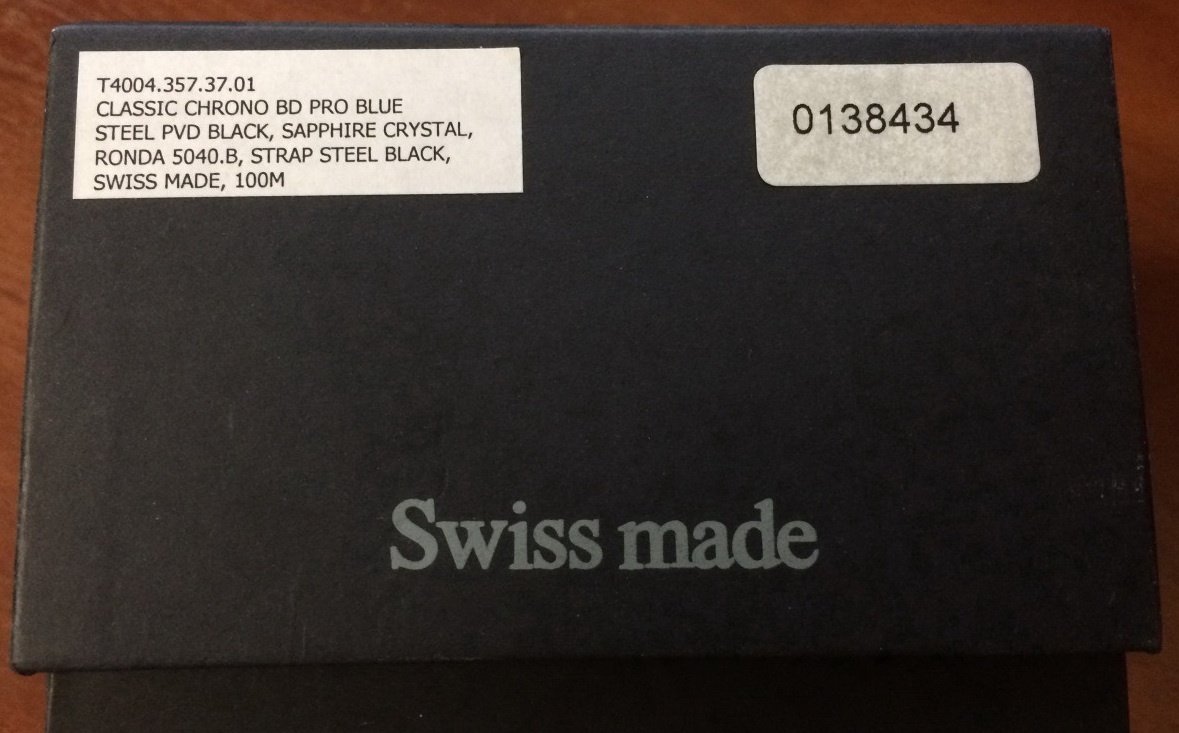 T4004.357.37.01
CLASSIC CHRONO BD PRO BLUE
STEEL PVD BLACK, SAPPHIRE CRYSTAL,
RONDA 5040.B, STRAP STEEL BLACK,
SWISS MADE, 100M
0138434
Swiss made